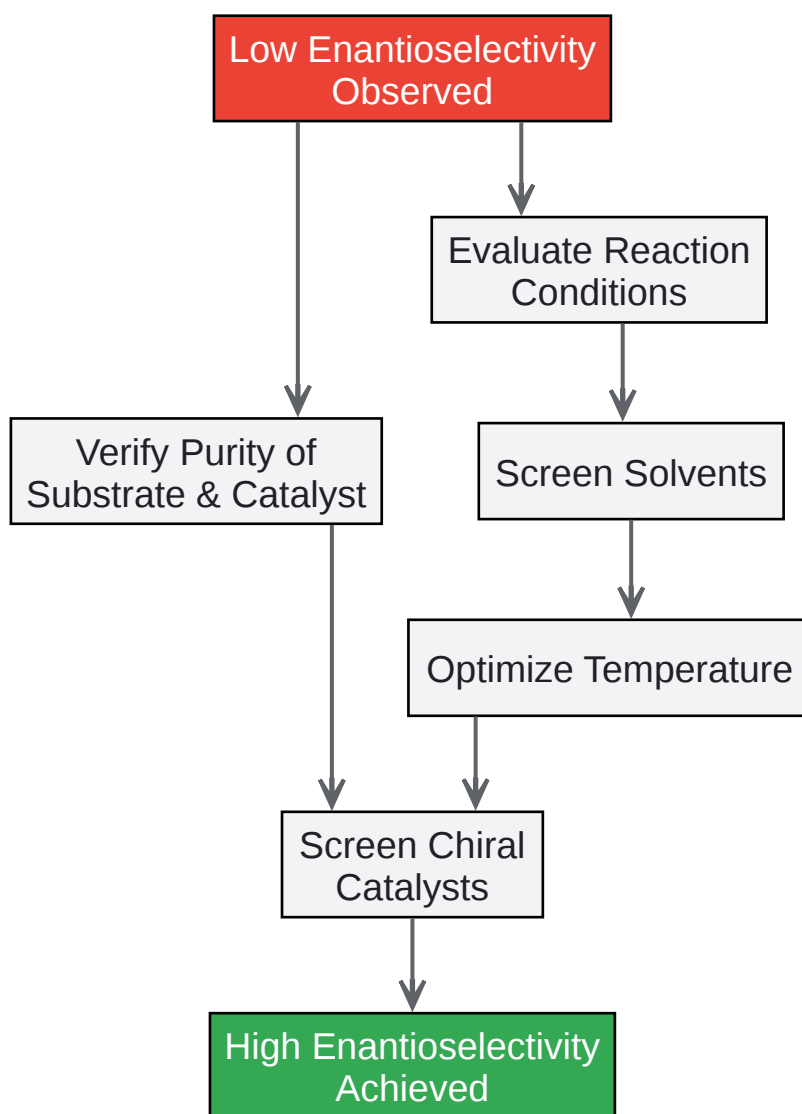 Low Enantioselectivity
Observed
Evaluate Reaction
Conditions
Verify Purity of
Substrate & Catalyst
Screen Solvents
Optimize Temperature
Screen Chiral
Catalysts
High Enantioselectivity
Achieved